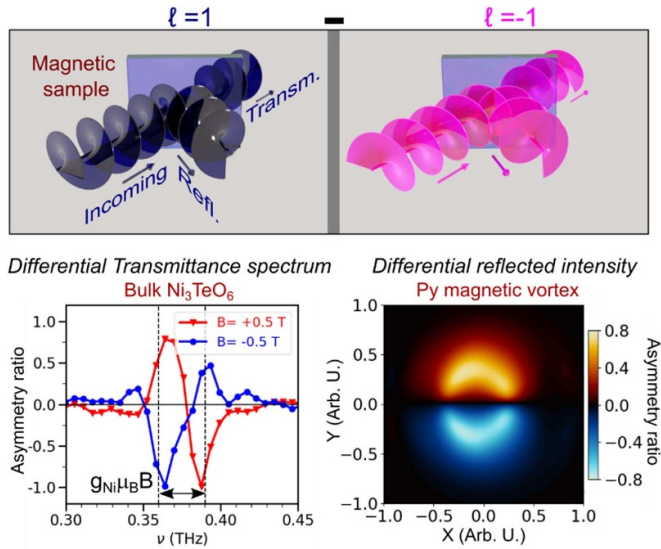 ℓ =1 - ℓ =-1
Magnetic
sample
Transm.
Incoming
Refl.
Differential Transmittance spectrum
Bulk Ni₃TeO₆
B= +0.5 T
B= -0.5 T
1.0
0.5
0.0
-0.5
-1.0
Asymmetry ratio
g_Niμ_BB
0.30 0.35 0.40 0.45
ν (THz)
Differential reflected intensity
Py magnetic vortex
1.0
0.5
0.0
-0.5
-1.0
Y (Arb. U.)
-1.0 -0.5 0.0 0.5 1.0
X (Arb. U.)
0.8
0.4
0.0
-0.4
-0.8
Asymmetry ratio